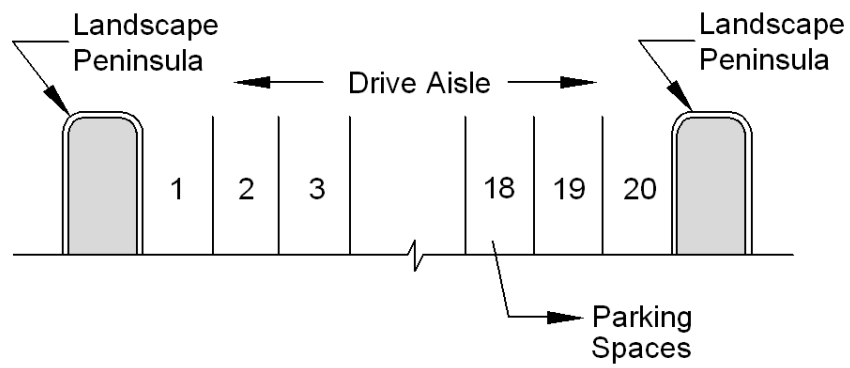 Landscape
Peninsula
Landscape
Peninsula
Drive Aisle
1
2
3
18
19
20
Parking
Spaces